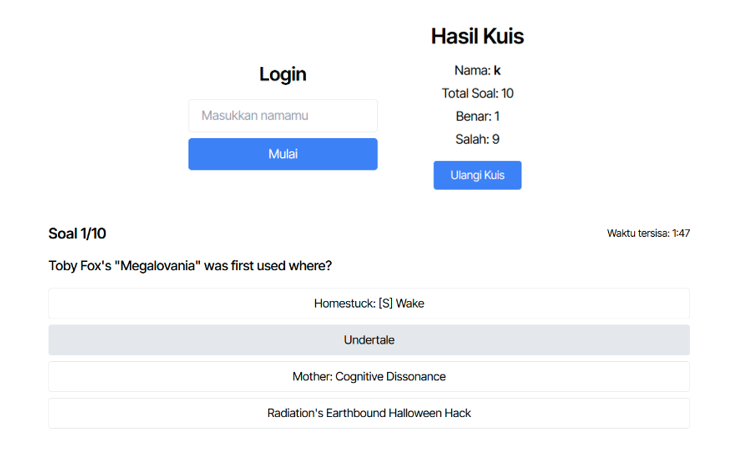 Login
Masukkan namamu
Mulai
Hasil Kuis
Nama: k
Total Soal: 10
Benar: 1
Salah: 9
Ulangi Kuis
Soal 1/10
Waktu tersisa: 1:47
Toby Fox's "Megalovania" was first used where?
Homestuck: [S] Wake
Undertale
Mother: Cognitive Dissonance
Radiation's Earthbound Halloween Hack